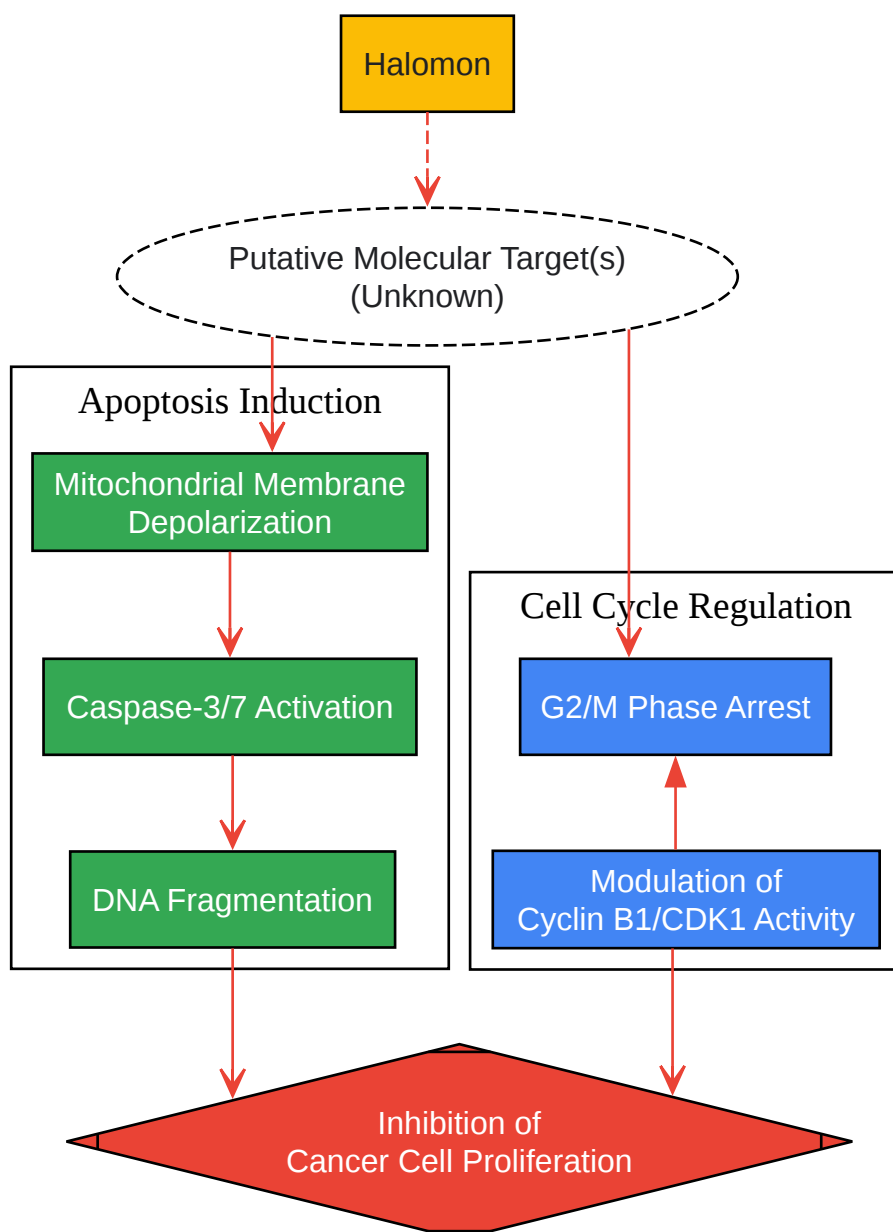 Halomon
Putative Molecular Target(s)
(Unknown)
Apoptosis Induction
Mitochondrial Membrane
Depolarization
Caspase-3/7 Activation
DNA Fragmentation
Cell Cycle Regulation
G2/M Phase Arrest
Modulation of
Cyclin B1/CDK1 Activity
Inhibition of
Cancer Cell Proliferation